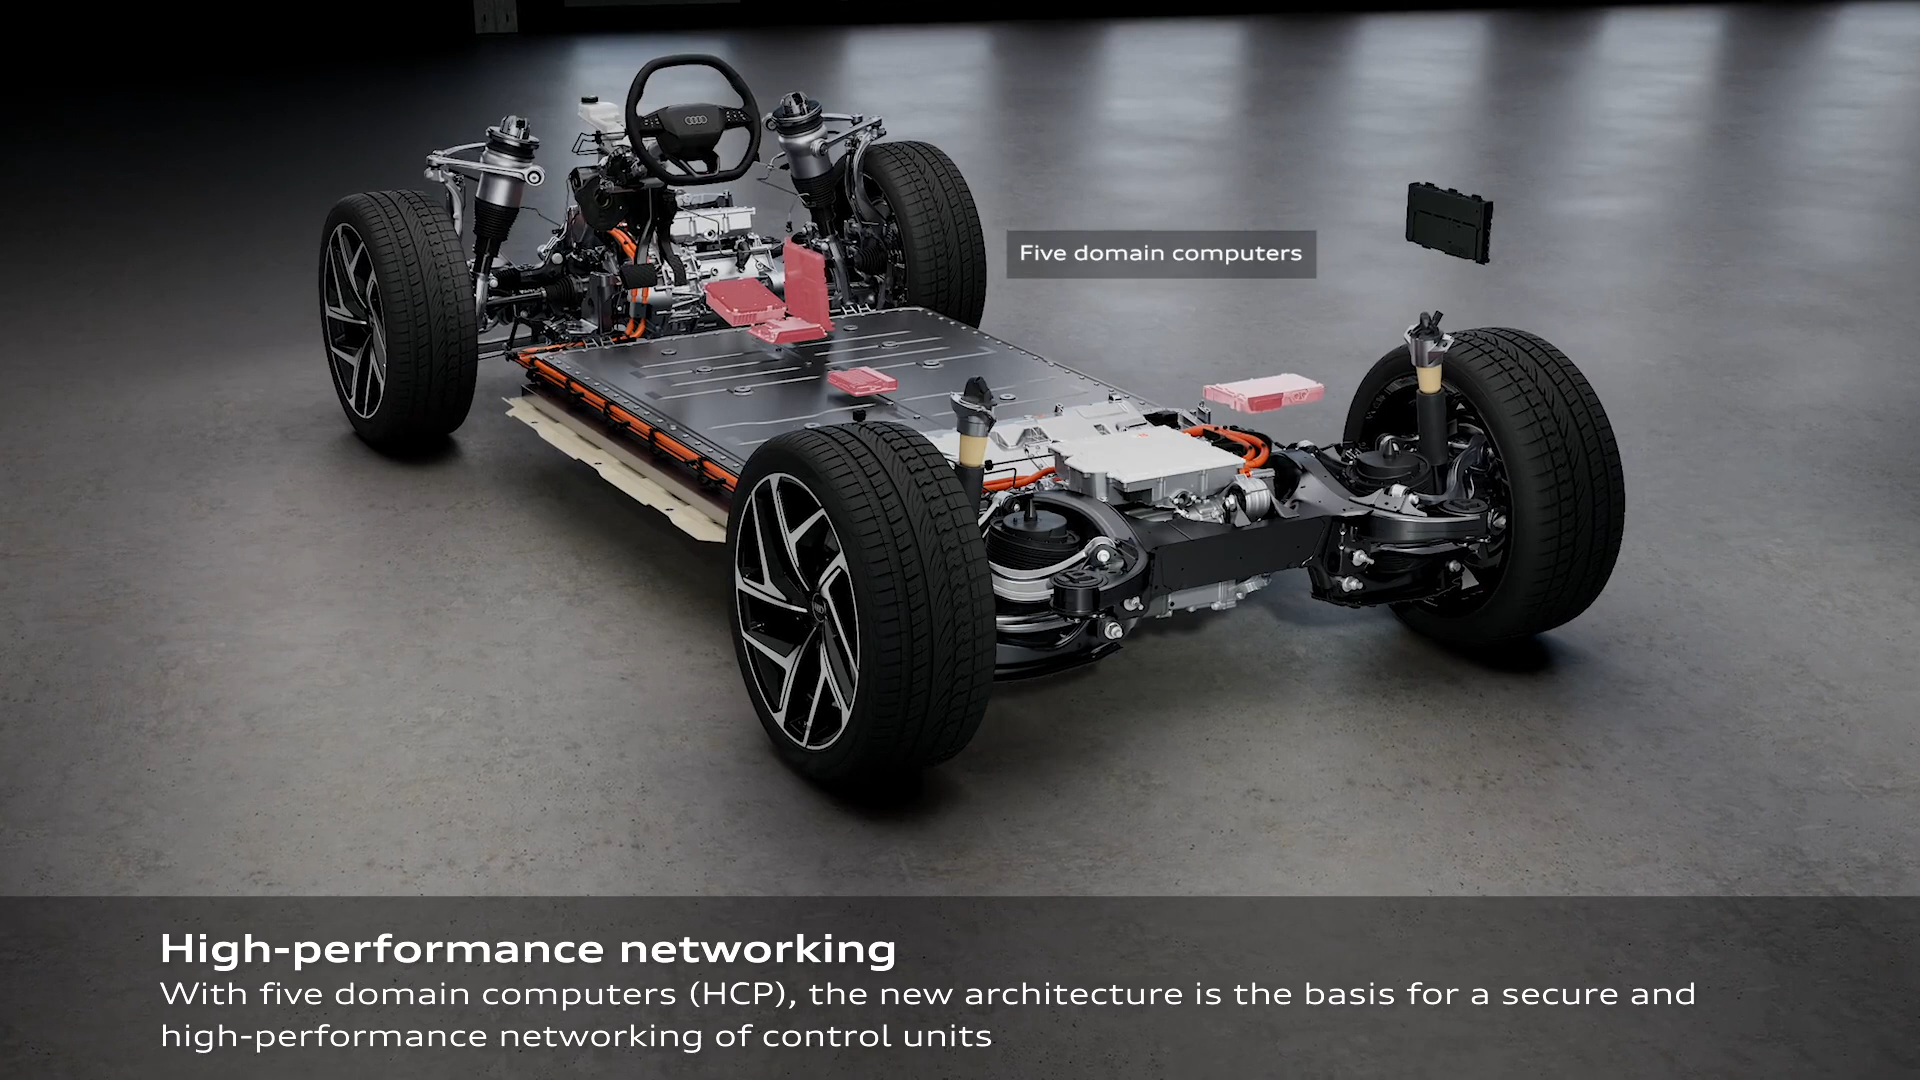 Five domain computers
High-performance networking
With five domain computers (HCP), the new architecture is the basis for a secure and
high-performance networking of control units